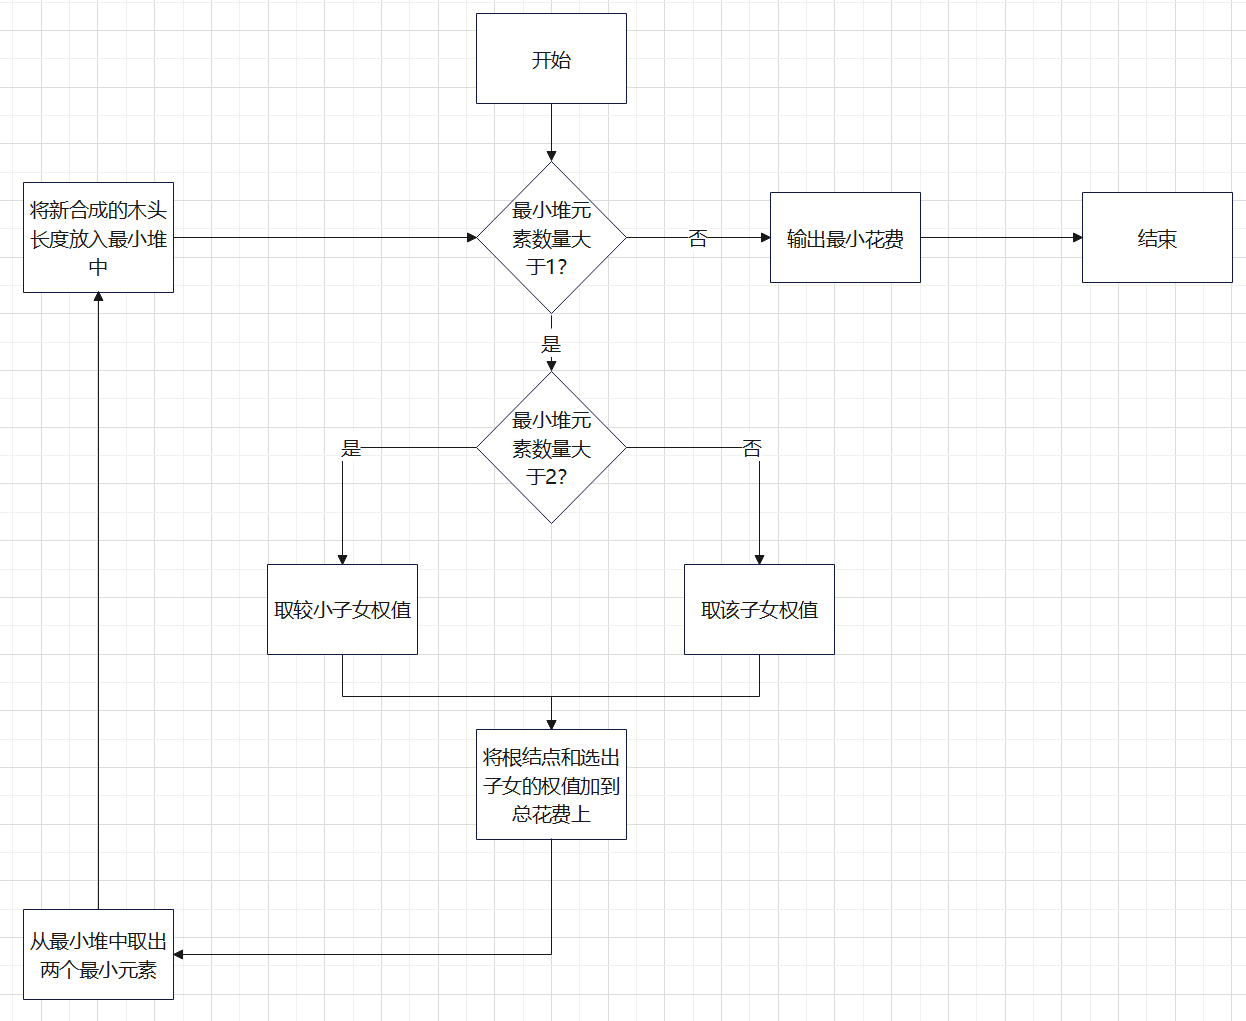 开始
最小堆元
素数量大
于1?
否
输出最小花费
结束
将新合成的木头
长度放入最小堆
中
是
最小堆元
素数量大
于2?
是
否
取较小子女权值
取该子女权值
将根结点和选出
子女的权值加到
总花费上
从最小堆中取出
两个最小元素